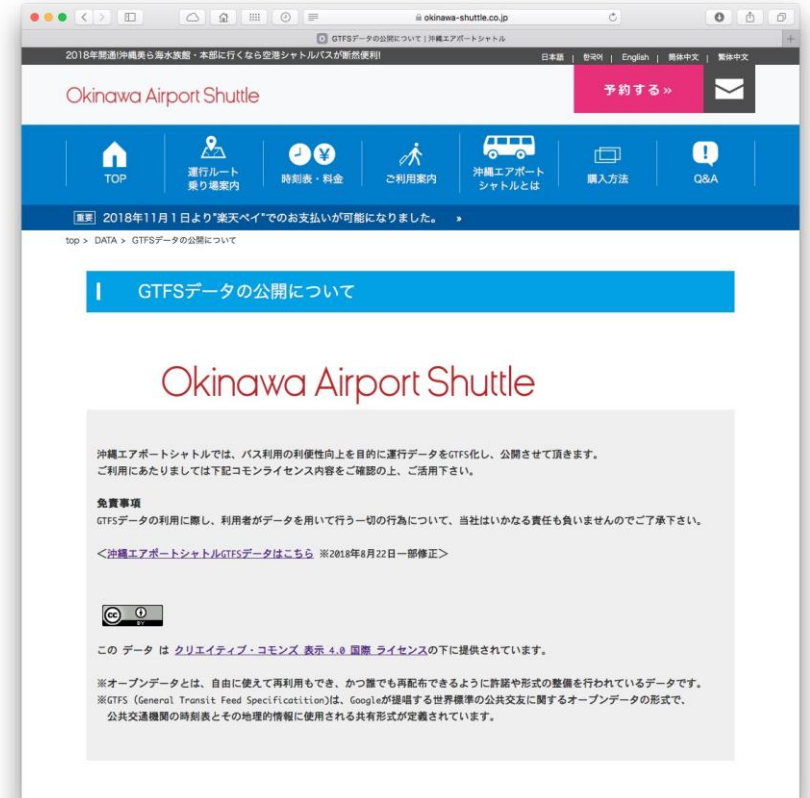 okinawa-shuttle.co.jp
GTFSデータの公開について | 沖縄エアポートシャトル
2018年開通!沖縄美ら海水族館・本部に行くなら空港シャトルバスが断然便利!
日本語 | 한국어 | English | 簡体中文 | 繁体中文
Okinawa Airport Shuttle
予約する»
TOP
運行ルート
乗り場案内
時刻表・料金
ご利用案内
沖縄エアポート
シャトルとは
購入方法
Q&A
重要 2018年11月1日より"楽天ペイ"でのお支払いが可能になりました。 »
top > DATA > GTFSデータの公開について
GTFSデータの公開について
Okinawa Airport Shuttle
沖縄エアポートシャトルでは、バス利用の利便性向上を目的に運行データをGTFS化し、公開させて頂きます。
ご利用にあたりましては下記コモンライセンス内容をご確認の上、ご活用下さい。
免責事項
GTFSデータの利用に際し、利用者がデータを用いて行う一切の行為について、当社はいかなる責任も負いませんのでご了承下さい。
＜沖縄エアポートシャトルGTFSデータはこちら ※2018年8月22日一部修正＞
cc BY
この データ は クリエイティブ・コモンズ 表示 4.0 国際 ライセンスの下に提供されています。
※オープンデータとは、自由に使えて再利用もでき、かつ誰でも再配布できるように許諾や形式の整備を行われているデータです。
※GTFS (General Transit Feed Specificatition)は、Googleが提唱する世界標準の公共交友に関するオープンデータの形式で、
公共交通機関の時刻表とその地理的情報に使用される共有形式が定義されています。